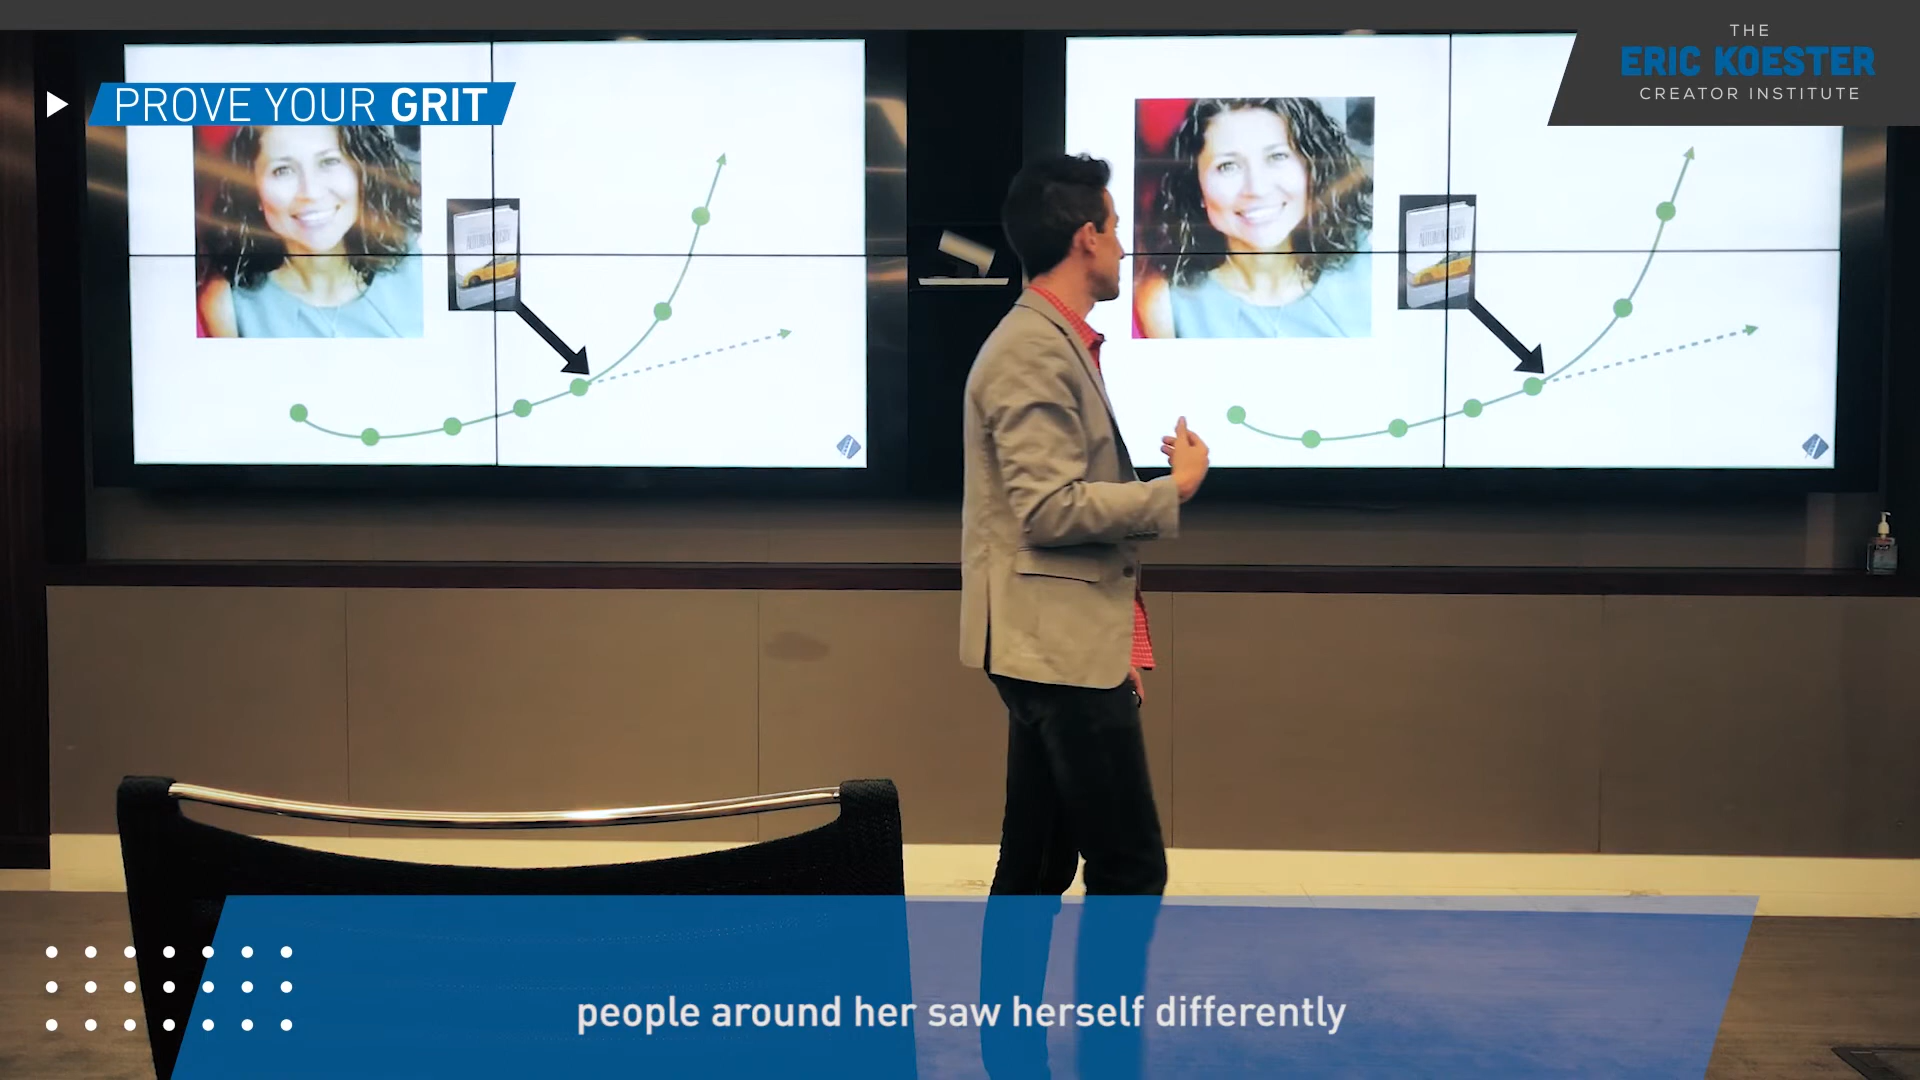 THE
ERIC KOESTER
CREATOR INSTITUTE
PROVE YOUR GRIT
people around her saw herself differently